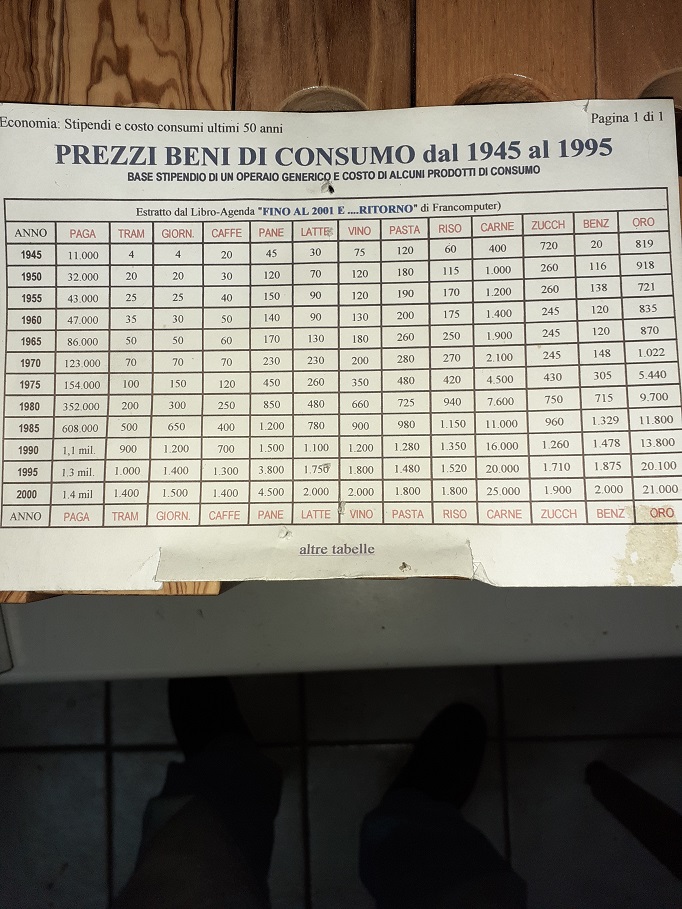 Economia: Stipendi e costo consumi ultimi 50 anni
Pagina 1 di 1
PREZZI BENI DI CONSUMO dal 1945 al 1995
BASE STIPENDIO DI UN OPERAIO GENERICO E COSTO DI ALCUNI PRODOTTI DI CONSUMO
Estratto dal Libro-Agenda "FINO AL 2001 E ....RITORNO" di Francomputer)
ANNO PAGA TRAM GIORN. CAFFE PANE LATTE VINO PASTA RISO CARNE ZUCCH BENZ ORO
1945 11.000 4 4 20 45 30 75 120 60 400 720 20 819
1950 32.000 20 20 30 120 70 120 180 115 1.000 260 116 918
1955 43.000 25 25 40 150 90 120 190 170 1.200 260 138 721
1960 47.000 35 30 50 140 90 130 200 175 1.400 245 120 835
1965 86.000 50 50 60 170 130 180 260 250 1.900 245 120 870
1970 123.000 70 70 70 230 230 200 280 270 2.100 245 148 1.022
1975 154.000 100 150 120 450 260 350 480 420 4.500 430 305 5.440
1980 352.000 200 300 250 850 480 660 725 940 7.600 750 715 9.700
1985 608.000 500 650 400 1.200 780 900 980 1.150 11.000 960 1.329 11.800
1990 1,1 mil. 900 1.200 700 1.500 1.100 1.200 1.280 1.350 16.000 1.260 1.478 13.800
1995 1.3 mil. 1.000 1.400 1.300 3.800 1.750 1.800 1.480 1.520 20.000 1.710 1.875 20.100
2000 1.4 mil 1.400 1.500 1.400 4.500 2.000 2.000 1.800 1.800 25.000 1.900 2.000 21.000
ANNO PAGA TRAM GIORN. CAFFE PANE LATTE VINO PASTA RISO CARNE ZUCCH BENZ ORO
altre tabelle